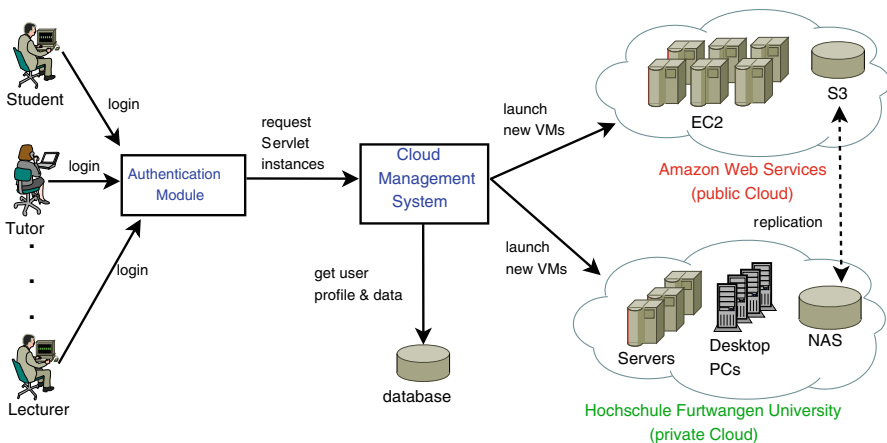 Student
login
Tutor
login
Lecturer
login
Authentication
Module
request
Servlet
instances
Cloud
Management
System
get user
profile & data
database
launch
new VMs
launch
new VMs
EC2
S3
Amazon Web Services
(public Cloud)
replication
Servers
Desktop
PCs
NAS
Hochschule Furtwangen University
(private Cloud)